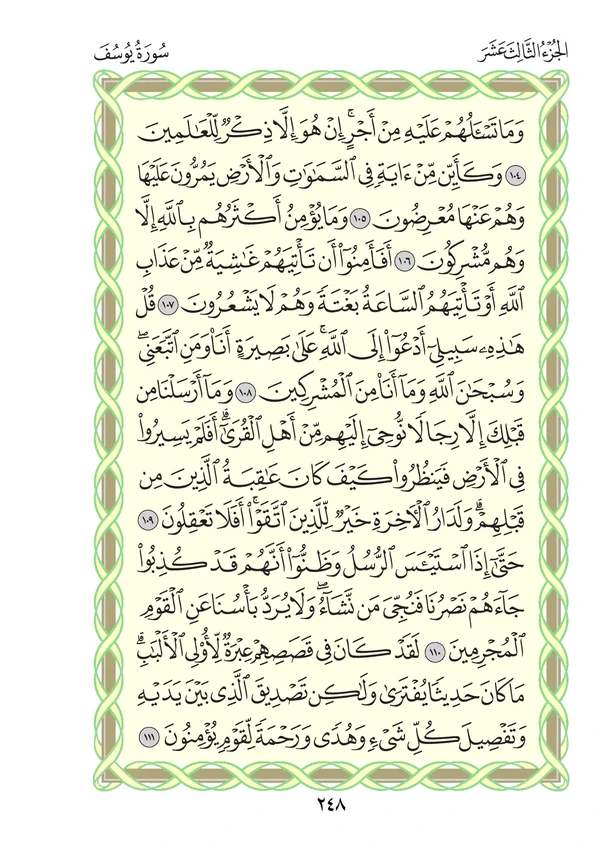 الجُزْءُ الثَّالِثَ عَشَرَ
سُورَةُ يُوسُفَ
وَمَا تَسْـَٔلُهُمْ عَلَيْهِ مِنْ أَجْرٍۚ إِنْ هُوَ إِلَّا ذِكْرٌ لِّلْعَٰلَمِينَ
١٠٤ وَكَأَيِّن مِّنْ ءَايَةٍ فِي ٱلسَّمَٰوَٰتِ وَٱلْأَرْضِ يَمُرُّونَ عَلَيْهَا
وَهُمْ عَنْهَا مُعْرِضُونَ ١٠٥ وَمَا يُؤْمِنُ أَكْثَرُهُم بِٱللَّهِ إِلَّا
وَهُم مُّشْرِكُونَ ١٠٦ أَفَأَمِنُوٓا۟ أَن تَأْتِيَهُمْ غَٰشِيَةٌ مِّنْ عَذَابِ
ٱللَّهِ أَوْ تَأْتِيَهُمُ ٱلسَّاعَةُ بَغْتَةً وَهُمْ لَا يَشْعُرُونَ ١٠٧ قُلْ
هَٰذِهِۦ سَبِيلِيٓ أَدْعُوٓا۟ إِلَى ٱللَّهِۚ عَلَىٰ بَصِيرَةٍ أَنَا۠ وَمَنِ ٱتَّبَعَنِيۖ
وَسُبْحَٰنَ ٱللَّهِ وَمَآ أَنَا۠ مِنَ ٱلْمُشْرِكِينَ ١٠٨ وَمَآ أَرْسَلْنَا مِن
قَبْلِكَ إِلَّا رِجَالًا نُّوحِيٓ إِلَيْهِم مِّنْ أَهْلِ ٱلْقُرَىٰٓۗ أَفَلَمْ يَسِيرُوا۟
فِي ٱلْأَرْضِ فَيَنظُرُوا۟ كَيْفَ كَانَ عَٰقِبَةُ ٱلَّذِينَ مِن
قَبْلِهِمْۗ وَلَدَارُ ٱلْءَاخِرَةِ خَيْرٌ لِّلَّذِينَ ٱتَّقَوْا۟ۚ أَفَلَا تَعْقِلُونَ ١٠٩
حَتَّىٰٓ إِذَا ٱسْتَيْـَٔسَ ٱلرُّسُلُ وَظَنُّوٓا۟ أَنَّهُمْ قَدْ كُذِبُوا۟
جَآءَهُمْ نَصْرُنَا فَنُجِّيَ مَن نَّشَآءُۖ وَلَا يُرَدُّ بَأْسُنَا عَنِ ٱلْقَوْمِ
ٱلْمُجْرِمِينَ ١١٠ لَقَدْ كَانَ فِي قَصَصِهِمْ عِبْرَةٌ لِّأُو۟لِي ٱلْأَلْبَٰبِۗ
مَا كَانَ حَدِيثًا يُفْتَرَىٰ وَلَٰكِن تَصْدِيقَ ٱلَّذِي بَيْنَ يَدَيْهِ
وَتَفْصِيلَ كُلِّ شَيْءٍ وَهُدًى وَرَحْمَةً لِّقَوْمٍ يُؤْمِنُونَ ١١١
٢٤٨